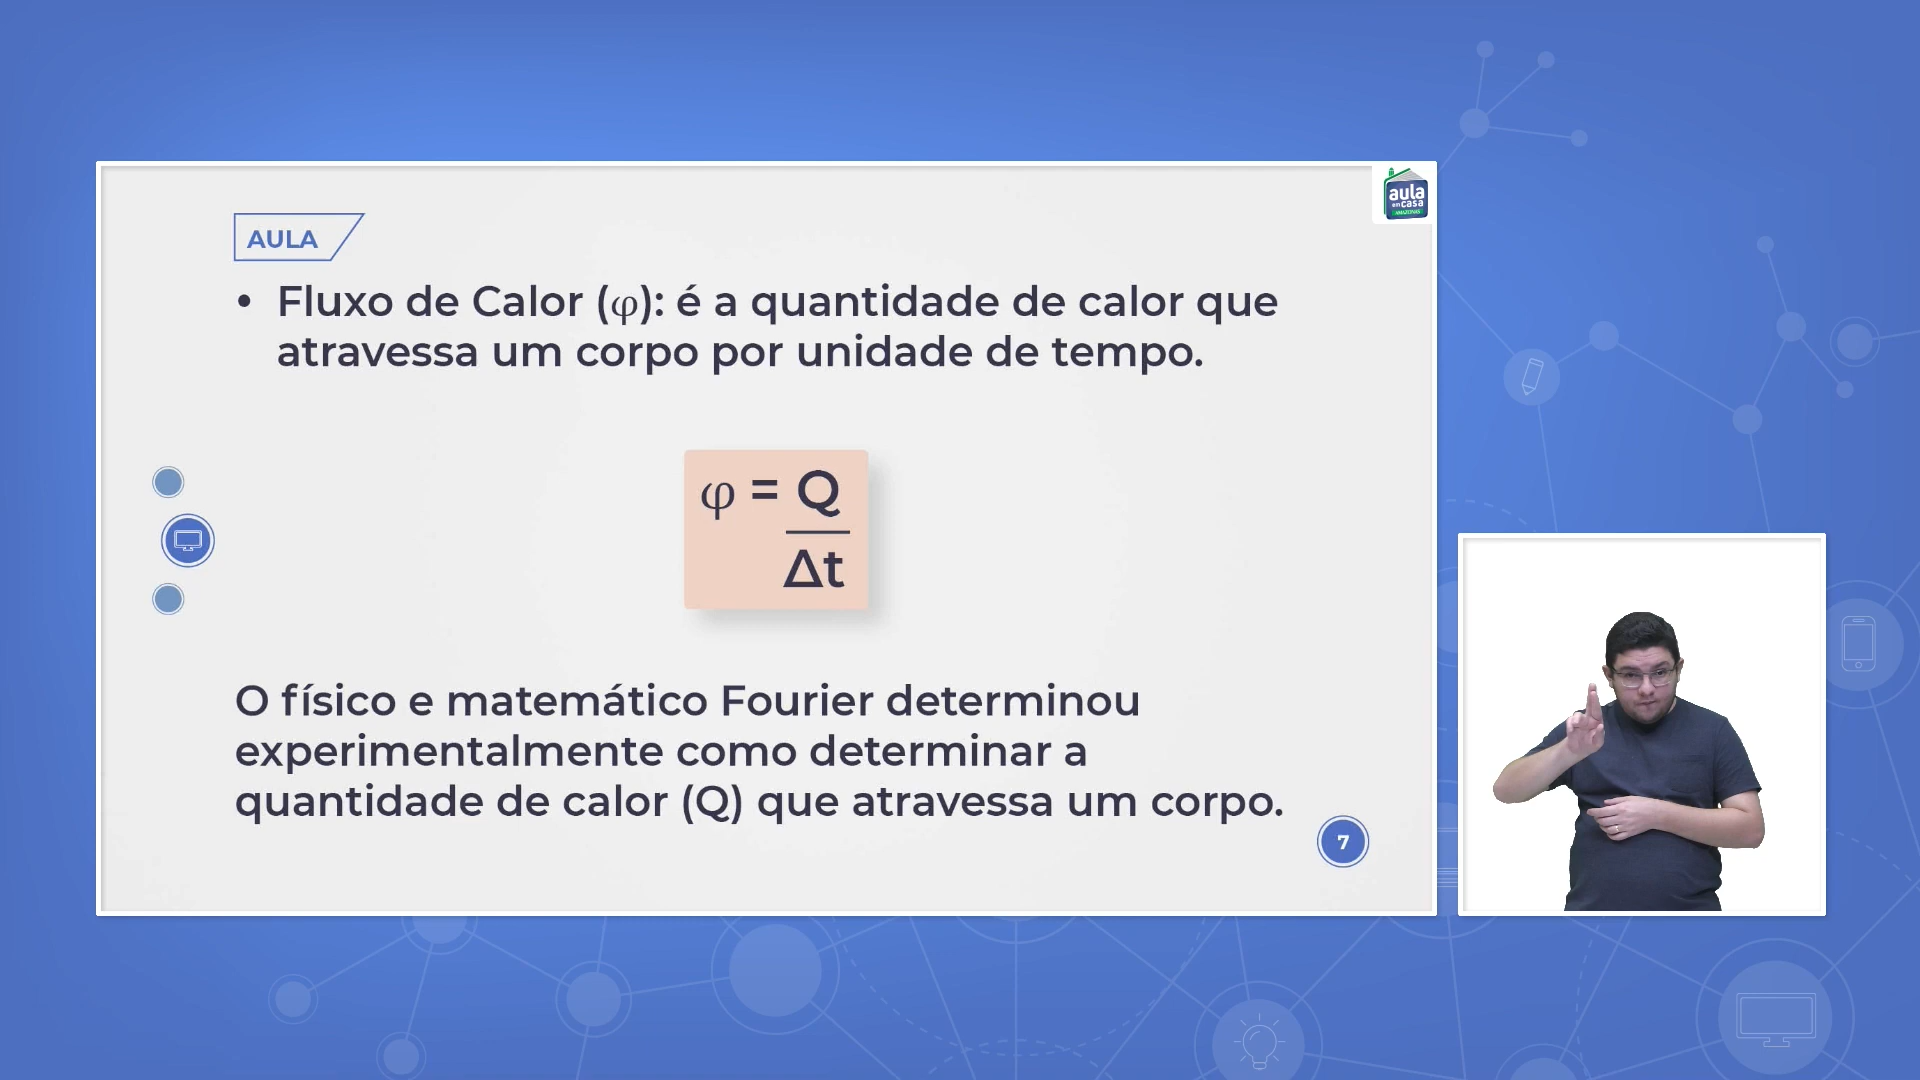 aula
em casa
AMAZONAS
AULA
• Fluxo de Calor (φ): é a quantidade de calor que
atravessa um corpo por unidade de tempo.
φ = Q
Δt
O físico e matemático Fourier determinou
experimentalmente como determinar a
quantidade de calor (Q) que atravessa um corpo.
7